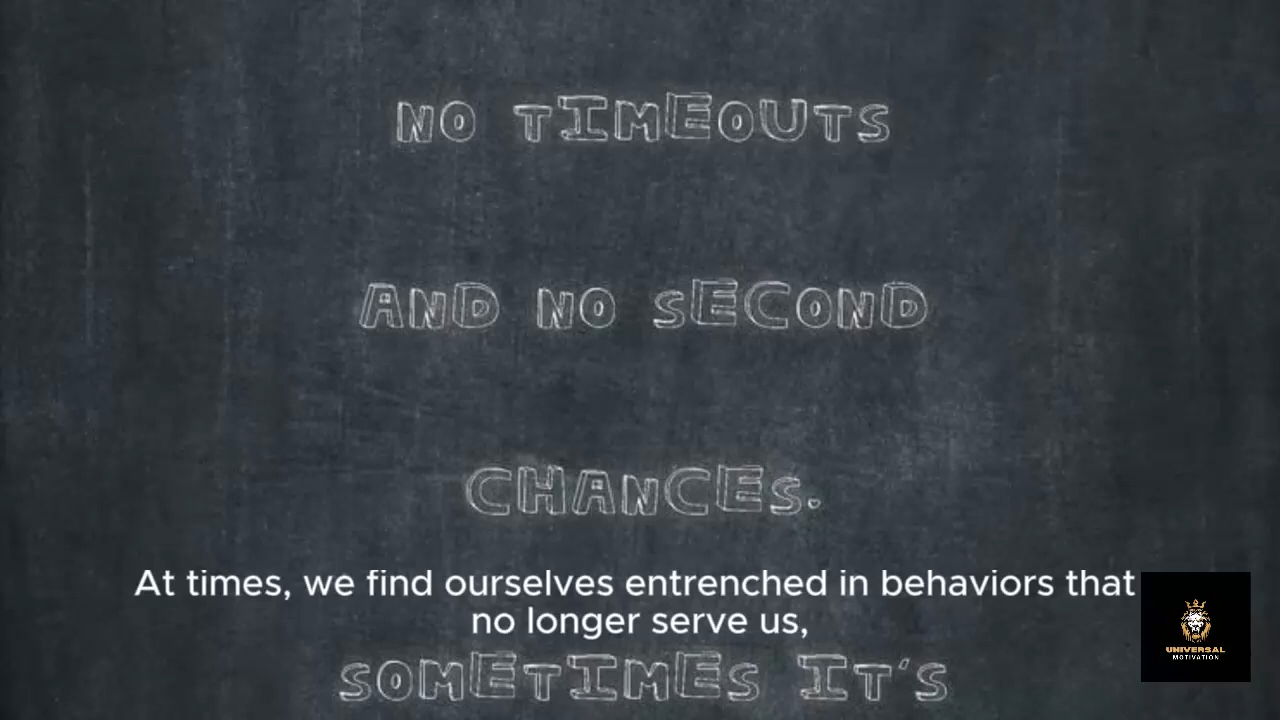 NO TIMEOUTS
AND NO SECOND
CHANCES.
At times, we find ourselves entrenched in behaviors that
no longer serve us,
SOMETIMES IT'S
UNIVERSAL
MOTIVATION